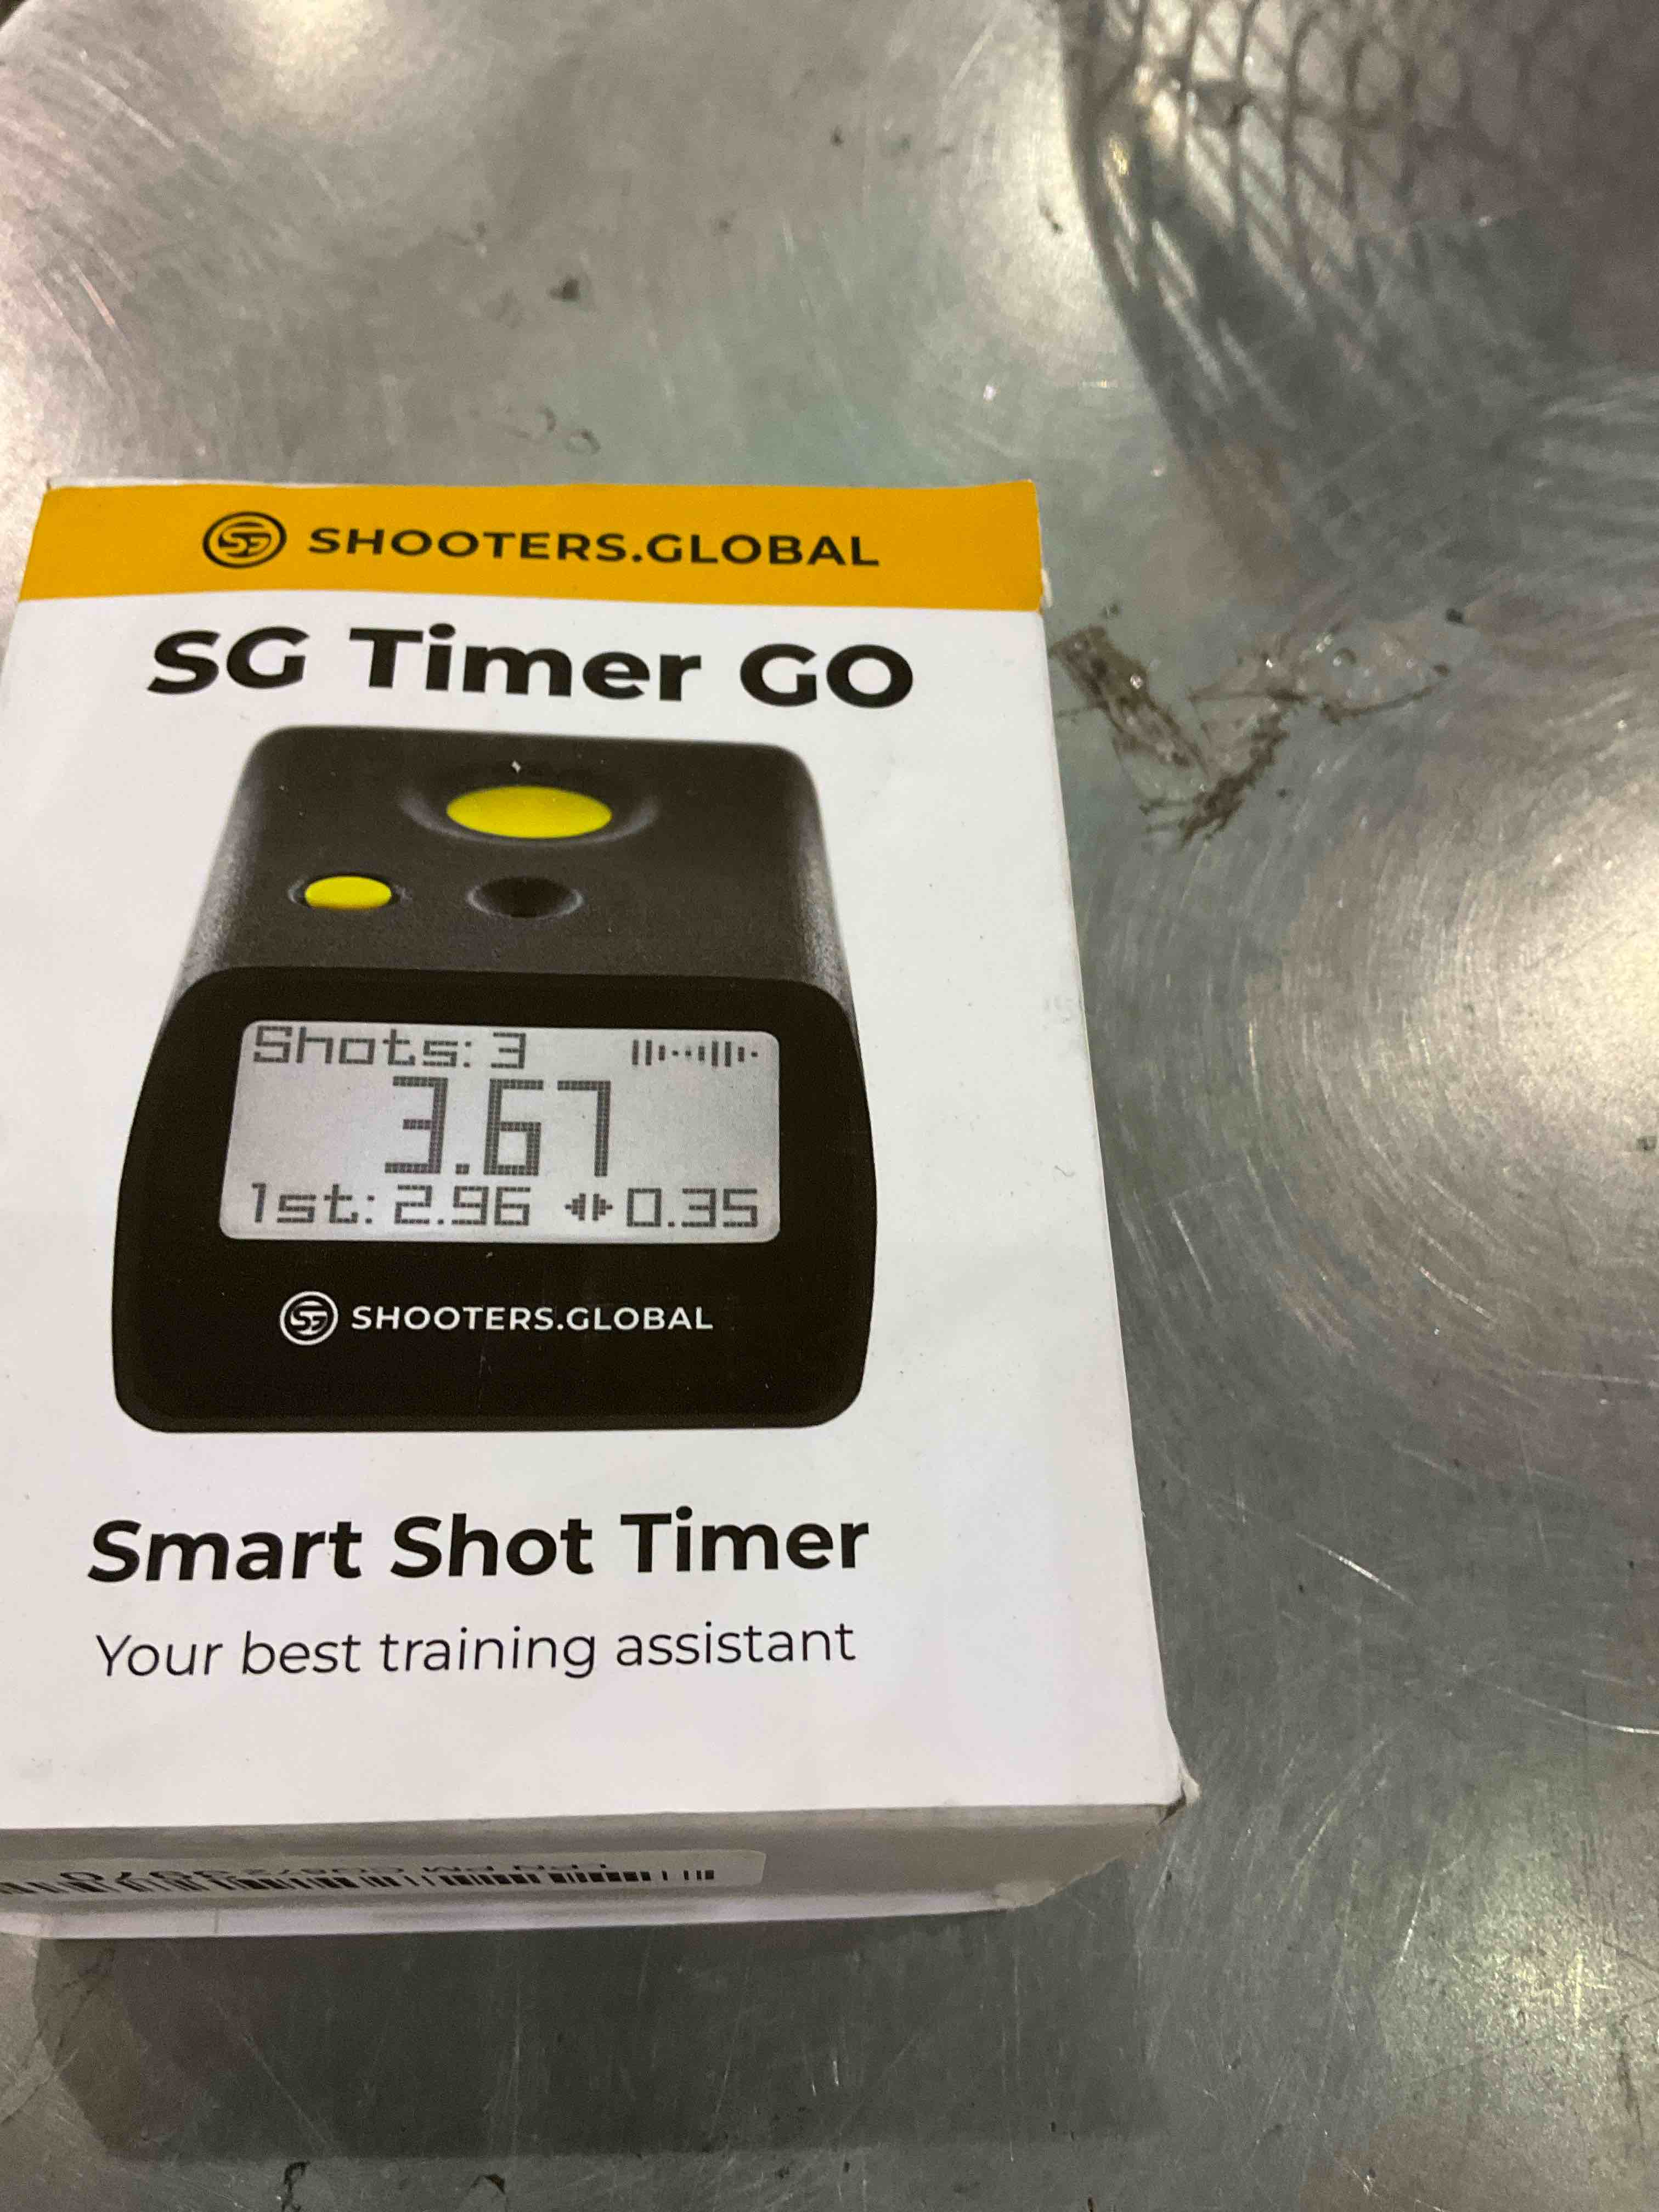 SHOOTERS.GLOBAL
SG Timer GO
Shots: 3
3.67
1st: 2.96 0.35
SHOOTERS.GLOBAL
Smart Shot Timer
Your best training assistant